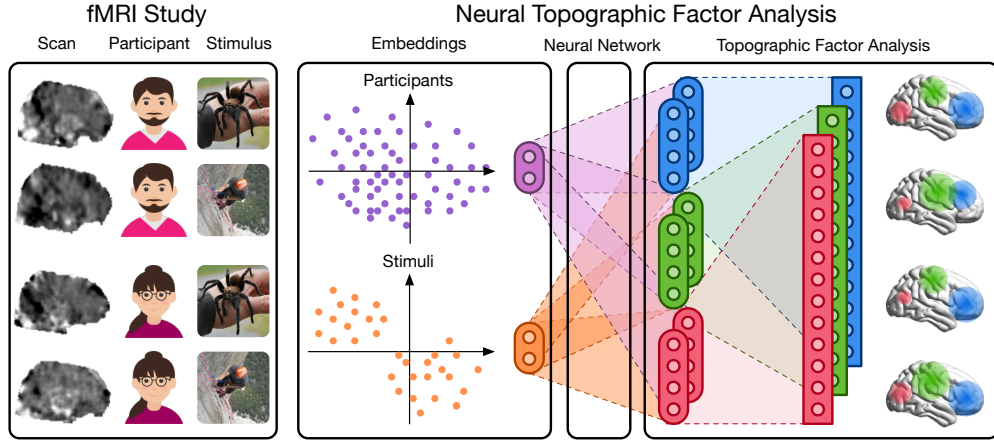 fMRI Study
Neural Topographic Factor Analysis
Scan
Participant
Stimulus
Embeddings
Neural Network
Topographic Factor Analysis
Participants
Stimuli